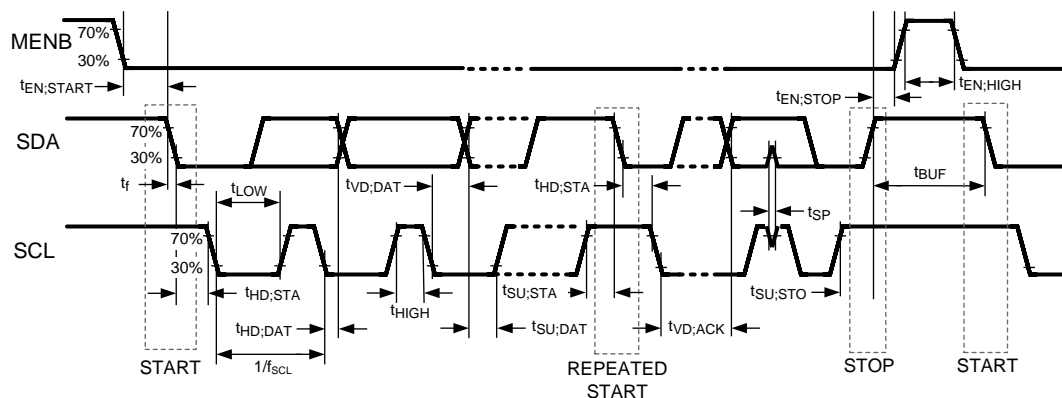 MENB
70%
30%
tEN;START
tEN;STOP
tEN;HIGH
SDA
70%
30%
tf
tLOW
tVD;DAT
tHD;STA
tSP
tBUF
SCL
70%
30%
tHD;STA
tHD;DAT
1/fSCL
tHIGH
tSU;DAT
tSU;STA
tVD;ACK
tSU;STO
START
REPEATED
START
STOP
START